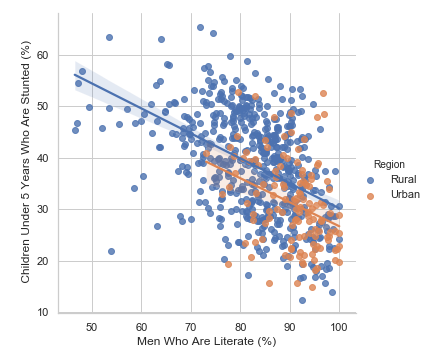 60
50
40
30
20
10
50
60
70
80
90
100
Children Under 5 Years Who Are Stunted (%)
Men Who Are Literate (%)
Region
Rural
Urban